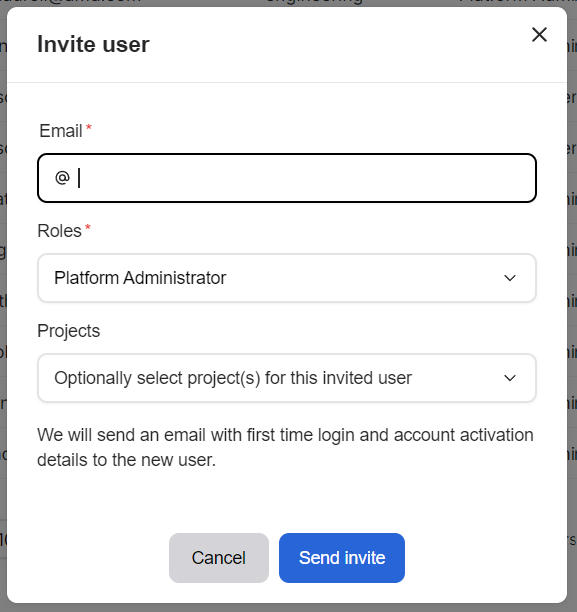 Engineering
Invite user
Email *
@
Roles *
Platform Administrator
Projects
Optionally select project(s) for this invited user
We will send an email with first time login and account activation
details to the new user.
Cancel
Send invite